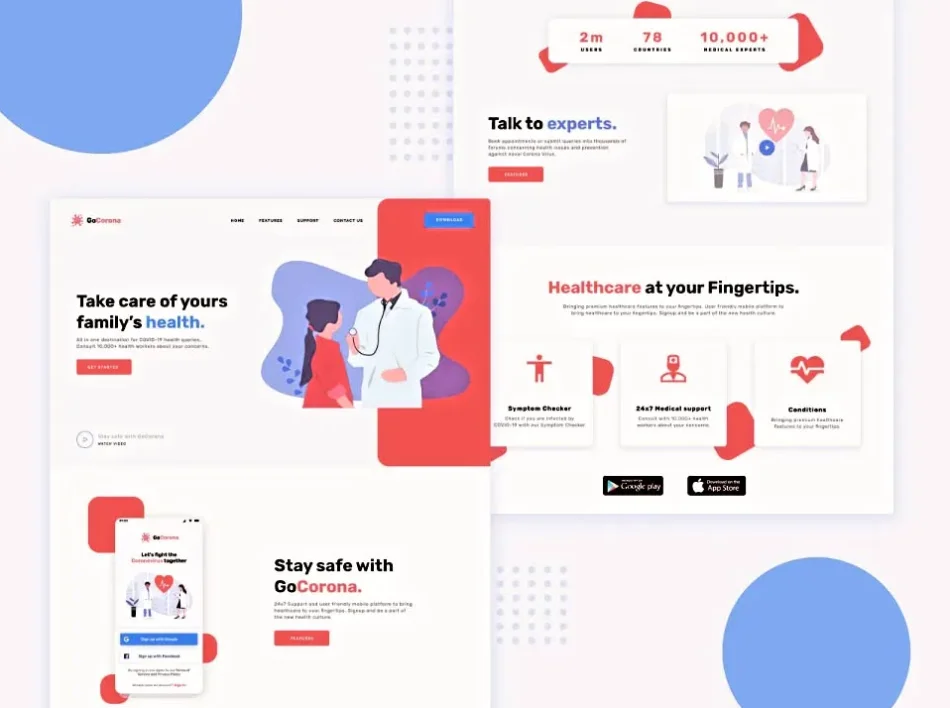 GoCorona
HOME FEATURES SUPPORT CONTACT US
DOWNLOAD
Take care of yours
family's health.
All in one destination for COVID-19 health queries.
Consult 10,000+ health workers about your concerns.
GET STARTED
Stay safe with GoCorona
WATCH VIDEO
GoCorona
Let's fight the
Coronavirus together
Sign up with Google
Sign up with Facebook
Stay safe with
GoCorona.
24x7 Support and user friendly mobile platform to bring
healthcare to your fingertips. Signup and be a part of
the new health culture.
FEATURES
2m
USERS
78
COUNTRIES
10,000+
MEDICAL EXPERTS
Talk to experts.
Book appointments or submit queries into thousands of
forums concerning health issues and prevention
against novel Corona Virus.
FEATURES
Healthcare at your Fingertips.
Bringing premium healthcare features to your fingertips. User friendly mobile platform to
bring healthcare to your fingertips. Signup and be a part of the new health culture.
Symptom Checker
Check if you are infected by
COVID-19 with our Symptom Checker
24x7 Medical support
Consult with 10,000+ health
workers about your concerns.
Conditions
Bringing premium healthcare
features to your fingertips.
Google play
Download on the
App Store